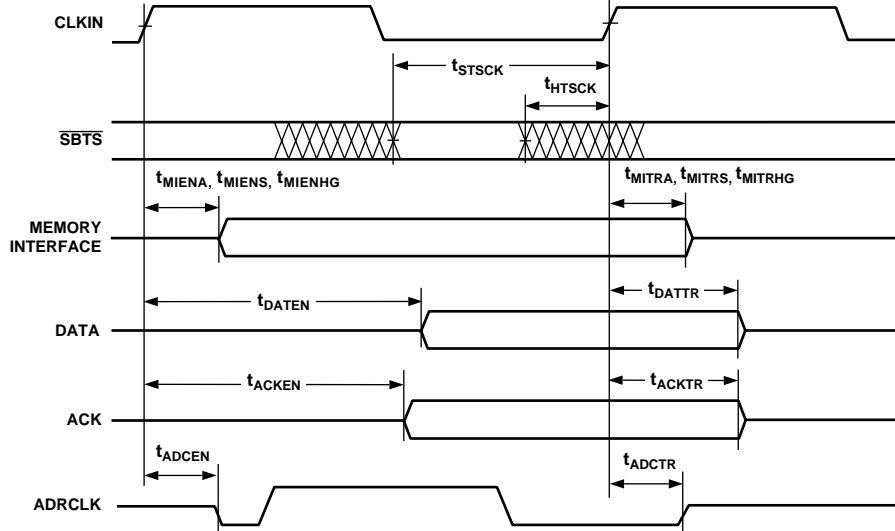 CLKIN
tSTSCK
tHTSCK
SBTS
tMIENA, tMIENS, tMIENHG
tMITRA, tMITRS, tMITRHG
MEMORY
INTERFACE
tDATEN
tDATTR
DATA
tACKEN
tACKTR
ACK
tADCEN
tADCTR
ADRCLK